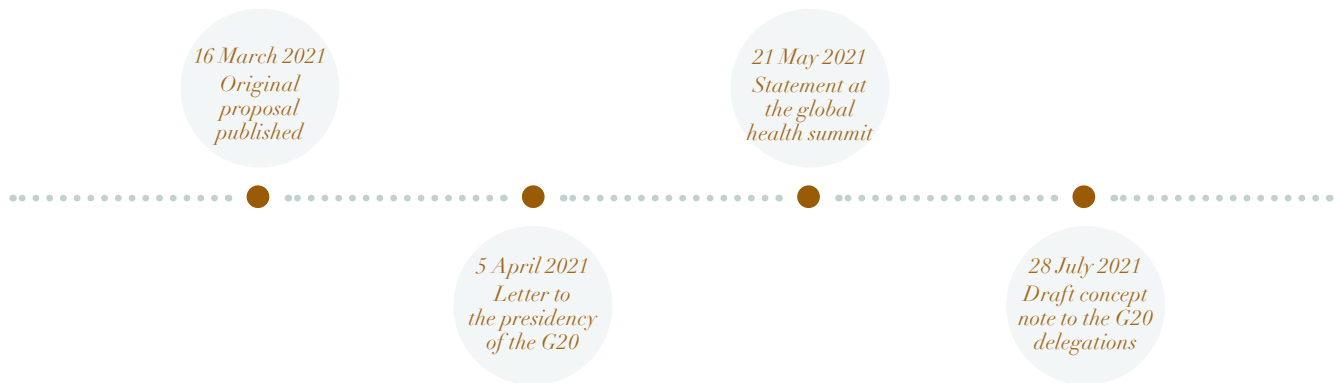 16 March 2021
Original
proposal
published
5 April 2021
Letter to
the presidency
of the G20
21 May 2021
Statement at
the global
health summit
28 July 2021
Draft concept
note to the G20
delegations